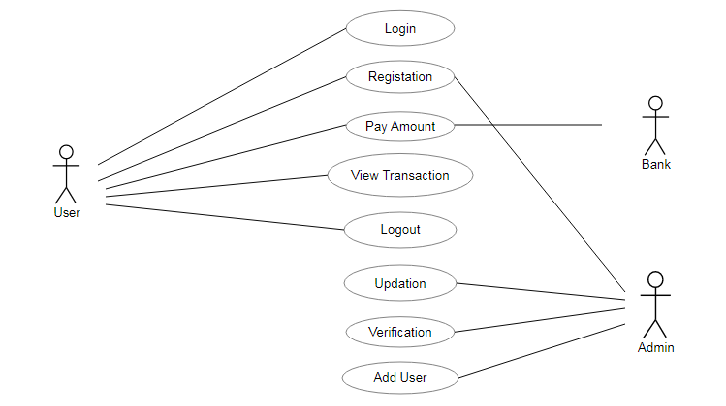 Login
Registation
Pay Amount
Bank
View Transaction
User
Logout
Updation
Verification
Admin
Add User